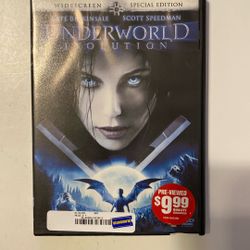 WIDESCREEN SPECIAL EDITION
KATE BECKINSALE SCOTT SPEEDMAN
UNDERWORLD
EVOLUTION
PRE-VIEWED
$9.99